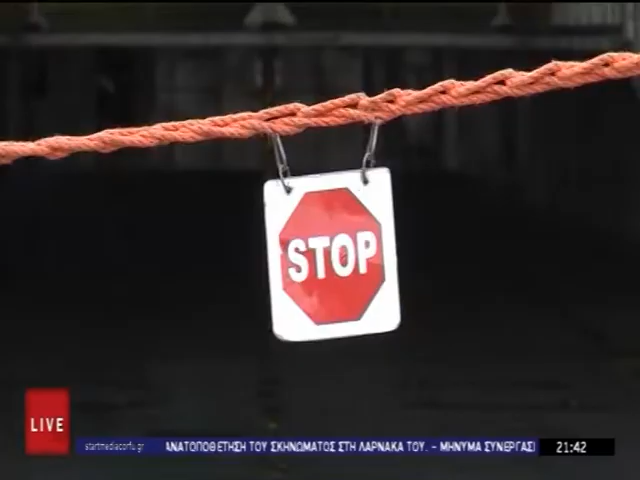 STOP
LIVE
startmediacorfu.gr ΑΝΑΤΟΠΟΘΕΤΗΣΗ ΤΟΥ ΣΚΗΝΩΜΑΤΟΣ ΣΤΗ ΛΑΡΝΑΚΑ ΤΟΥ. - ΜΗΝΥΜΑ ΣΥΝΕΡΓΑΣΙ 21:42